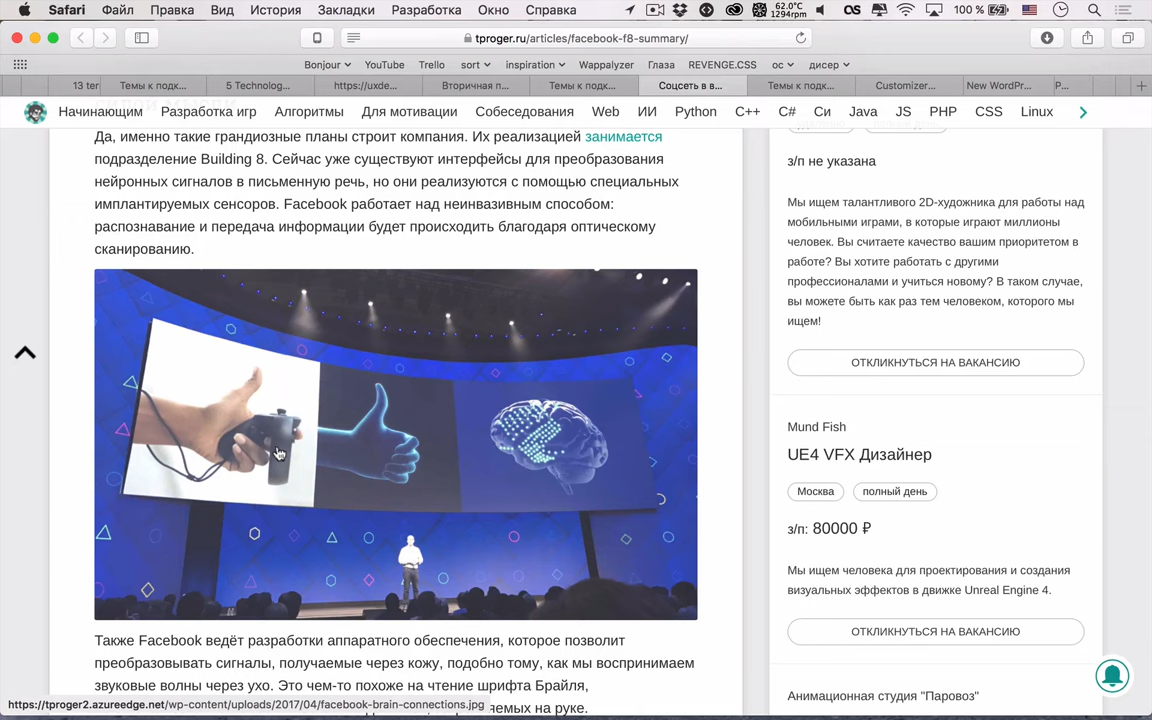 Safari Файл Правка Вид История Закладки Разработка Окно Справка 62.0°C 1294rpm 100 %
tproger.ru/articles/facebook-f8-summary/
Bonjour YouTube Trello sort inspiration Wappalyzer Глаза REVENGE.CSS ос дисер
13 ter Темы к подк... 5 Technolog... https://uxde... Вторичная п... Темы к подк... Соцсеть в в... Темы к подк... Customizer... New WordPr... P...
Начинающим Разработка игр Алгоритмы Для мотивации Собеседования Web ИИ Python C++ C# Си Java JS PHP CSS Linux
Да, именно такие грандиозные планы строит компания. Их реализацией занимается
подразделение Building 8. Сейчас уже существуют интерфейсы для преобразования
нейронных сигналов в письменную речь, но они реализуются с помощью специальных
имплантируемых сенсоров. Facebook работает над неинвазивным способом:
распознавание и передача информации будет происходить благодаря оптическому
сканированию.
Также Facebook ведёт разработки аппаратного обеспечения, которое позволит
преобразовывать сигналы, получаемые через кожу, подобно тому, как мы воспринимаем
звуковые волны через ухо. Это чем-то похоже на чтение шрифта Брайля,
емых на руке.
https://tproger2.azureedge.net/wp-content/uploads/2017/04/facebook-brain-connections.jpg
з/п не указана
Мы ищем талантливого 2D-художника для работы над
мобильными играми, в которые играют миллионы
человек. Вы считаете качество вашим приоритетом в
работе? Вы хотите работать с другими
профессионалами и учиться новому? В таком случае,
вы можете быть как раз тем человеком, которого мы
ищем!
ОТКЛИКНУТЬСЯ НА ВАКАНСИЮ
Mund Fish
UE4 VFX Дизайнер
Москва полный день
з/п: 80000 ₽
Мы ищем человека для проектирования и создания
визуальных эффектов в движке Unreal Engine 4.
ОТКЛИКНУТЬСЯ НА ВАКАНСИЮ
Анимационная студия "Паровоз"